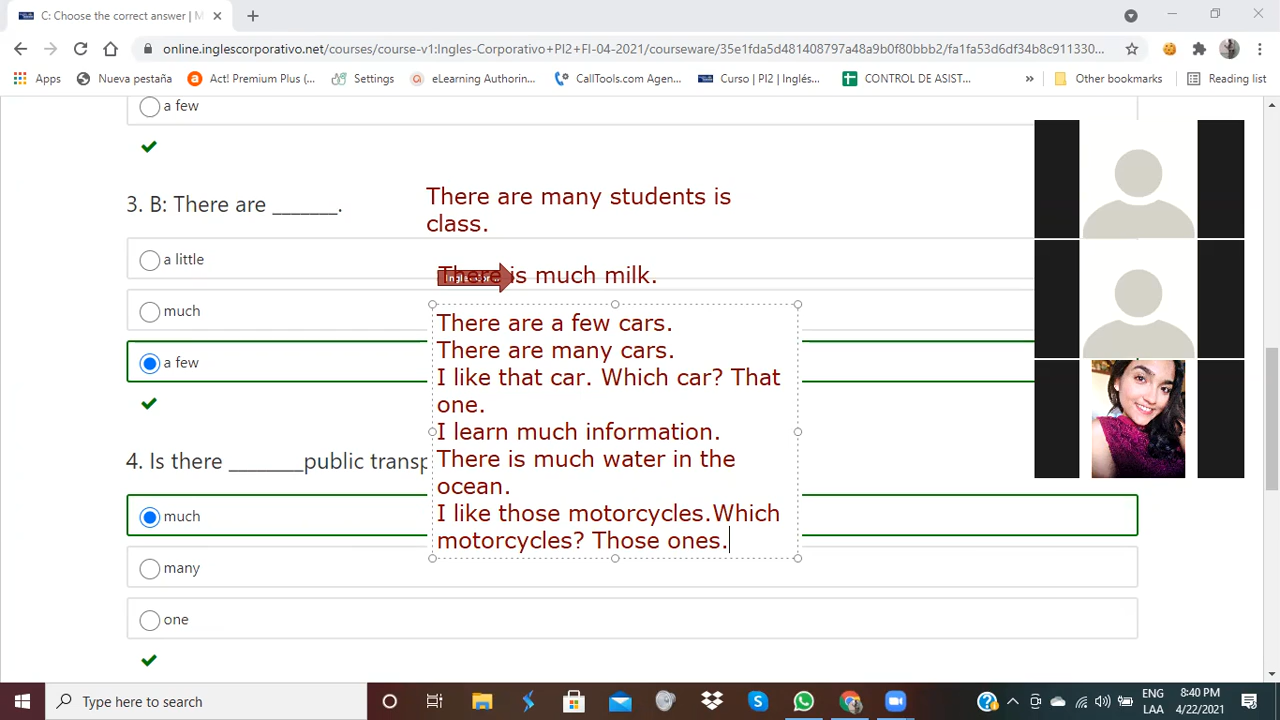 C: Choose the correct answer | M
online.inglescorporativo.net/courses/course-v1:Ingles-Corporativo+PI2+FI-04-2021/courseware/35e1fda5d481408797a48a9b0f80bbb2/fa1fa53d6df34b8c911330...
Apps Nueva pestaña Act! Premium Plus (... Settings eLearning Authorin... CallTools.com Agen... Curso | PI2 | Inglés... CONTROL DE ASIST... » Other bookmarks Reading list
a few
3. B: There are _______.
There are many students is
class.
a little
There is much milk.
much
There are a few cars.
There are many cars.
a few
I like that car. Which car? That
one.
I learn much information.
4. Is there ________public transp
There is much water in the
ocean.
much
I like those motorcycles.Which
motorcycles? Those ones.
many
one
Type here to search
ENG
LAA
8:40 PM
4/22/2021